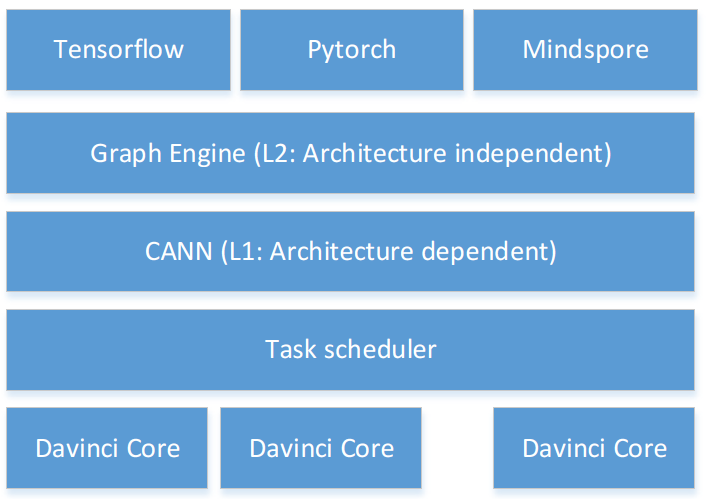 Tensorflow
Pytorch
Mindspore
Graph Engine (L2: Architecture independent)
CANN (L1: Architecture dependent)
Task scheduler
Davinci Core
Davinci Core
Davinci Core